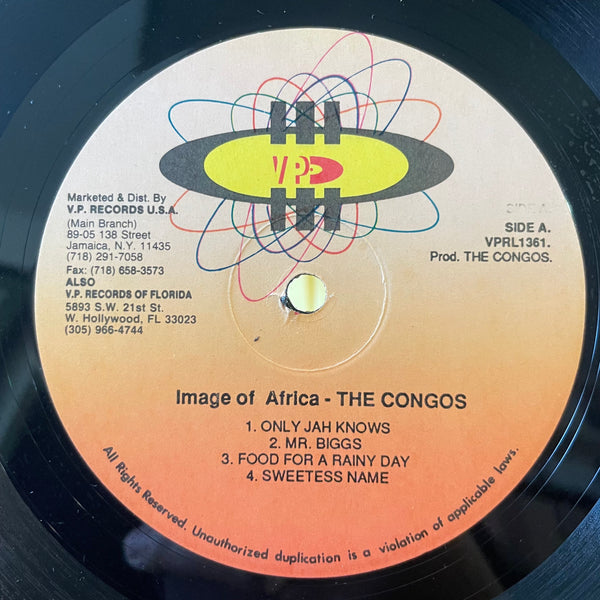 VP
Marketed & Dist. By
V.P. RECORDS U.S.A.
(Main Branch)
89-05 138 Street
Jamaica, N.Y. 11435
(718) 291-7058
Fax: (718) 658-3573
ALSO
V.P. RECORDS OF FLORIDA
5893 S.W. 21st St.
W. Hollywood, FL 33023
(305) 966-4744
SIDE A
SIDE A.
VPRL1361.
Prod. THE CONGOS.
Image of Africa - THE CONGOS
1. ONLY JAH KNOWS
2. MR. BIGGS
3. FOOD FOR A RAINY DAY
4. SWEETESS NAME
All Rights Reserved. Unauthorized duplication is a violation of applicable laws.